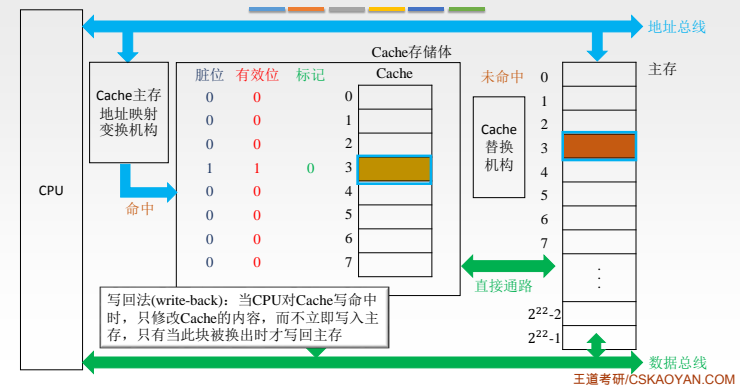 地址总线
Cache存储体
主存
脏位 有效位 标记 Cache
未命中
Cache主存
地址映射
变换机构
0 0 0
0 0 1
0 0 2
1 1 0 3
0 0 4
0 0 5
0 0 6
0 0 7
Cache
替换
机构
0
1
2
3
4
5
6
7
⋮
2²²-2
2²²-1
CPU
命中
直接通路
写回法(write-back)：当CPU对Cache写命中
时，只修改Cache的内容，而不立即写入主
存，只有当此块被换出时才写回主存
数据总线
王道考研/CSKAOYAN.COM